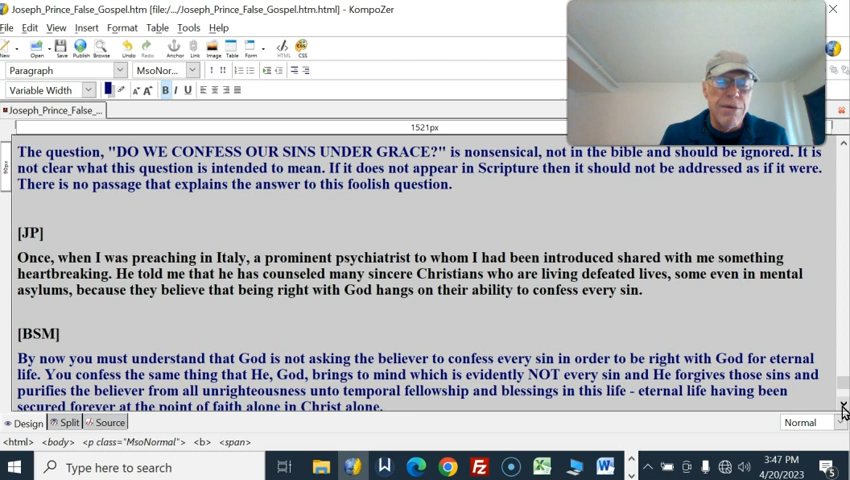 Joseph_Prince_False_Gospel.htm [file:/.../Joseph_Prince_False_Gospel.htm.html] - KompoZer
File Edit View Insert Format Table Tools Help
New Open Save Publish Browse Undo Redo Anchor Link Image Table Form HTML CSS
Paragraph MsoNor...
Variable Width A A B I U
Joseph_Prince_False_...
1521px
The question, "DO WE CONFESS OUR SINS UNDER GRACE?" is nonsensical, not in the bible and should be ignored. It is
not clear what this question is intended to mean. If it does not appear in Scripture then it should not be addressed as if it were.
There is no passage that explains the answer to this foolish question.
[JP]
Once, when I was preaching in Italy, a prominent psychiatrist to whom I had been introduced shared with me something
heartbreaking. He told me that he has counseled many sincere Christians who are living defeated lives, some even in mental
asylums, because they believe that being right with God hangs on their ability to confess every sin.
[BSM]
By now you must understand that God is not asking the believer to confess every sin in order to be right with God for eternal
life. You confess the same thing that He, God, brings to mind which is evidently NOT every sin and He forgives those sins and
purifies the believer from all unrighteousness unto temporal fellowship and blessings in this life - eternal life having been
secured forever at the point of faith alone in Christ alone.
Design Split Source Normal
<html> <body> <p class="MsoNormal"> <b> <span>
Type here to search
3:47 PM
4/20/2023
5